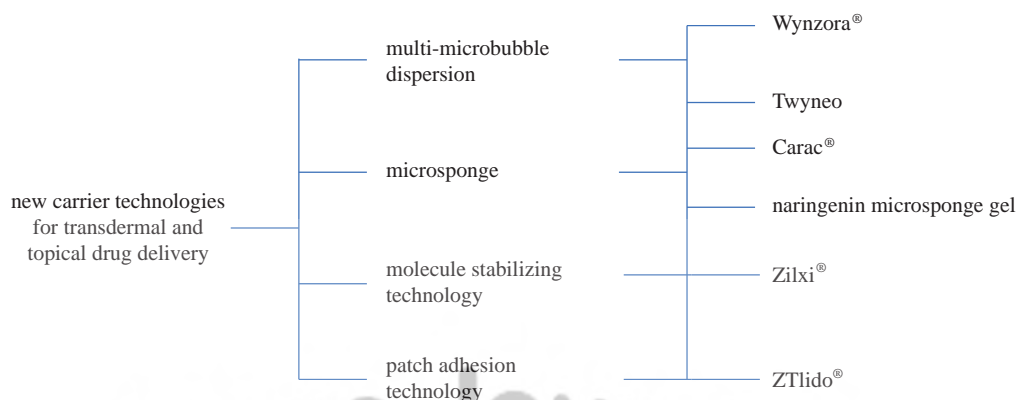 new carrier technologies
for transdermal and
topical drug delivery
multi-microbubble
dispersion
microsponge
molecule stabilizing
technology
patch adhesion
technology
Wynzora®
Twyneo
Carac®
naringenin microsponge gel
Zilxi®
ZTlido®